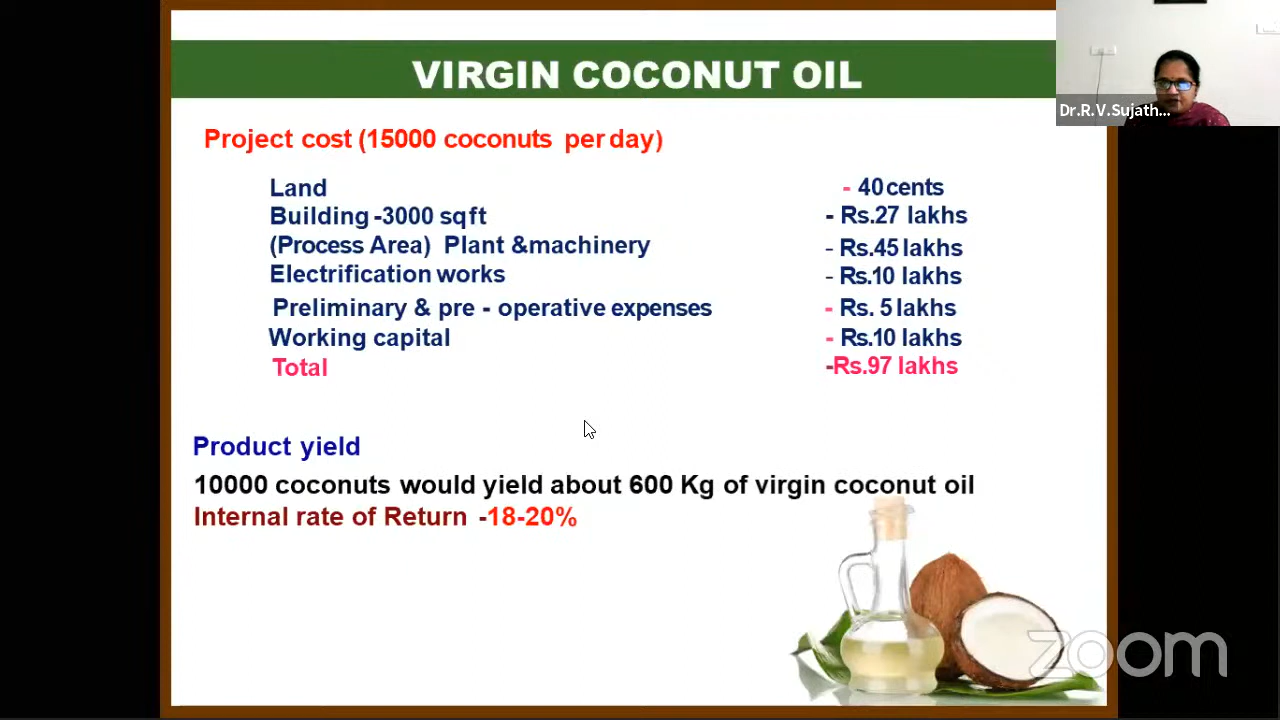 VIRGIN COCONUT OIL
Dr.R.V.Sujath...
Project cost (15000 coconuts per day)
Land - 40 cents
Building -3000 sq ft - Rs.27 lakhs
(Process Area) Plant &machinery - Rs.45 lakhs
Electrification works - Rs.10 lakhs
Preliminary & pre - operative expenses - Rs. 5 lakhs
Working capital - Rs.10 lakhs
Total -Rs.97 lakhs
Product yield
10000 coconuts would yield about 600 Kg of virgin coconut oil
Internal rate of Return -18-20%
zoom